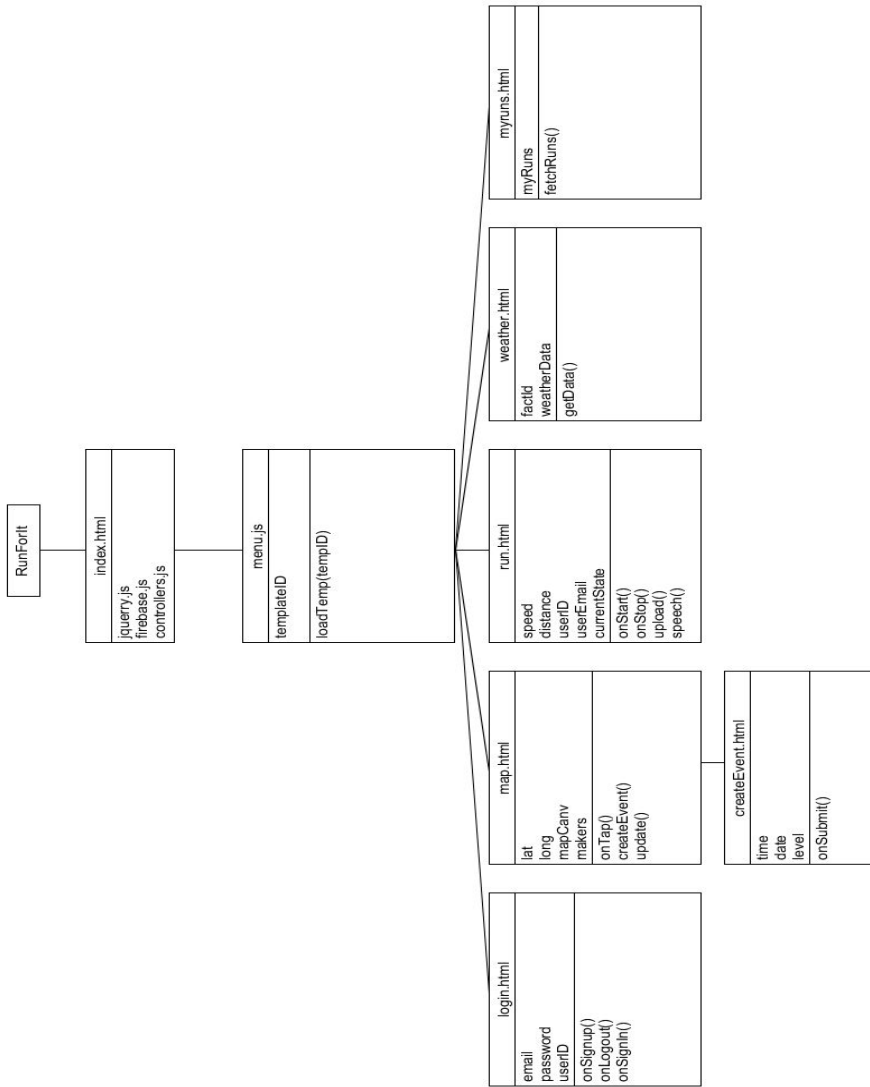 RunForIt
index.html
jquerry.js
firebase.js
controllers.js
menu.js
templateID
loadTemp(tempID)
login.html
email
password
userID
onSignup()
onLogout()
onSignIn()
map.html
lat
long
mapCanv
makers
onTap()
createEvent()
update()
run.html
speed
distance
userID
userEmail
currentState
onStart()
onStop()
upload()
speech()
weather.html
factId
weatherData
getData()
myruns.html
myRuns
fetchRuns()
createEvent.html
time
date
level
onSubmit()